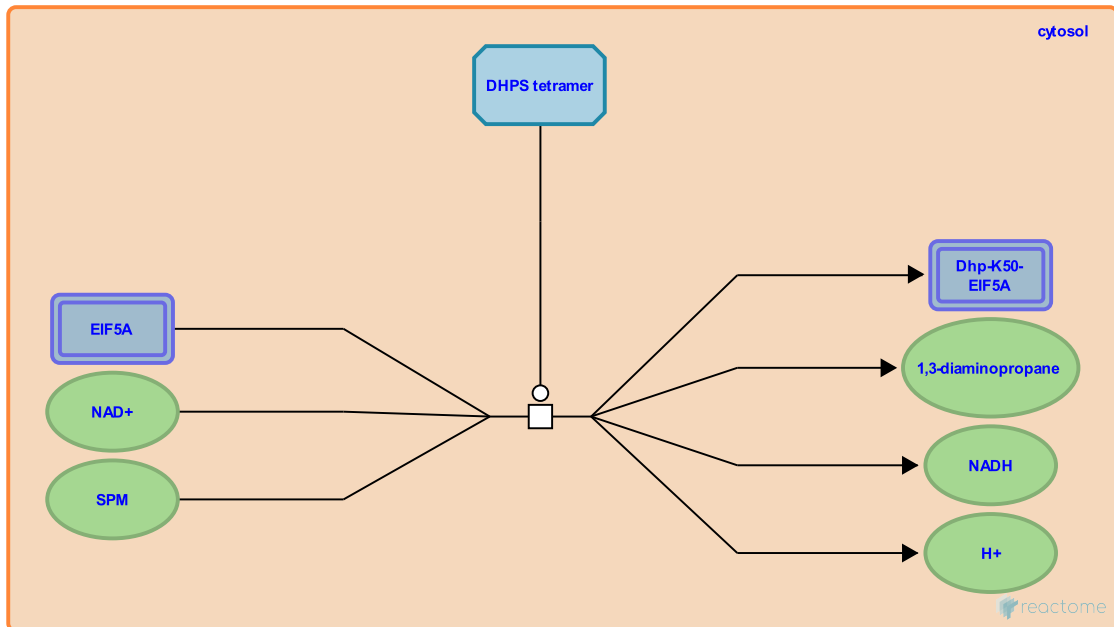 cytosol
DHPS tetramer
Dhp-K50-
EIF5A
EIF5A
1,3-diaminopropane
NAD+
NADH
SPM
H+
reactome